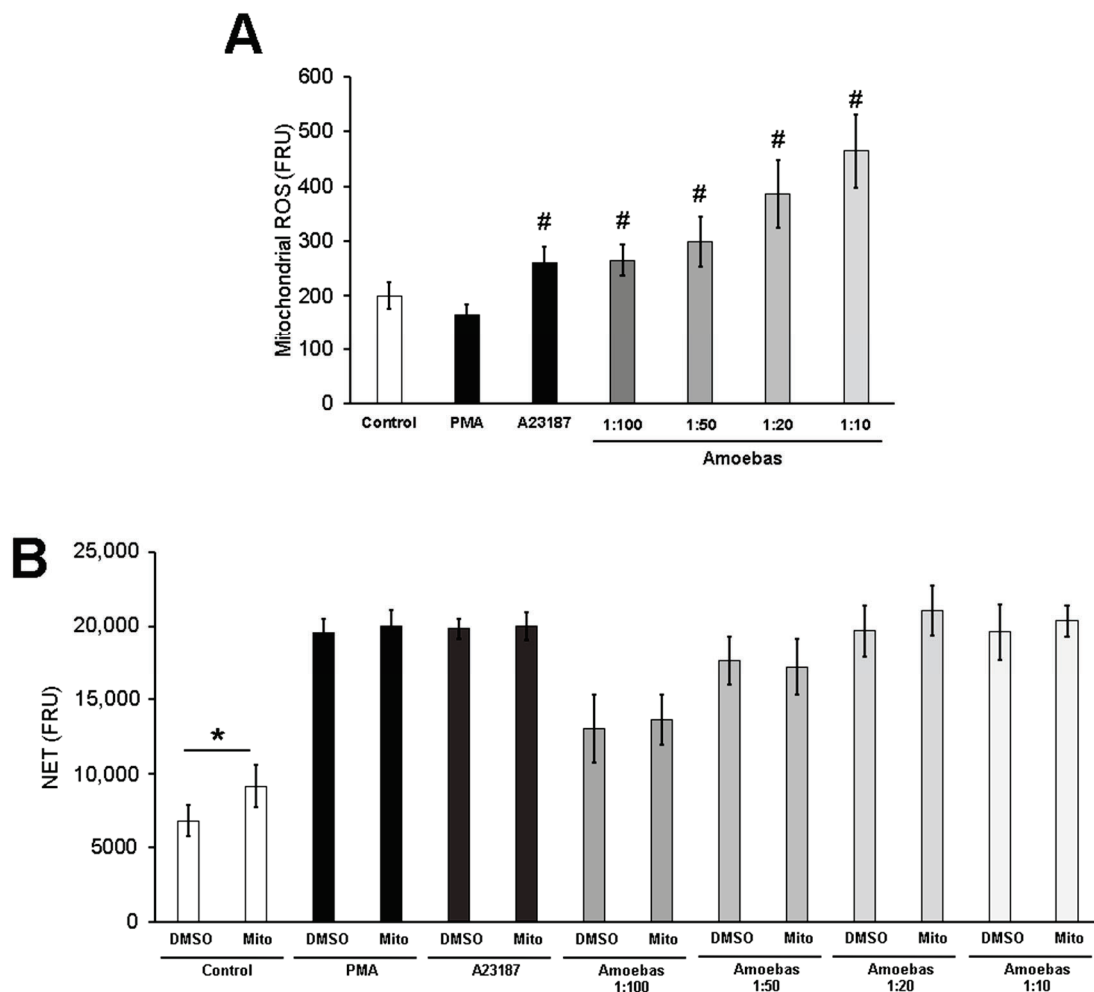 A
Mitochondrial ROS (FRU)
600
500
400
300
200
100
0
# # # # #
Control PMA A23187 1:100 1:50 1:20 1:10
Amoebas
B
NET (FRU)
25,000
20,000
15,000
10,000
5000
0
*
DMSO Mito DMSO Mito DMSO Mito DMSO Mito DMSO Mito DMSO Mito DMSO Mito
Control PMA A23187 Amoebas Amoebas Amoebas Amoebas
1:100 1:50 1:20 1:10